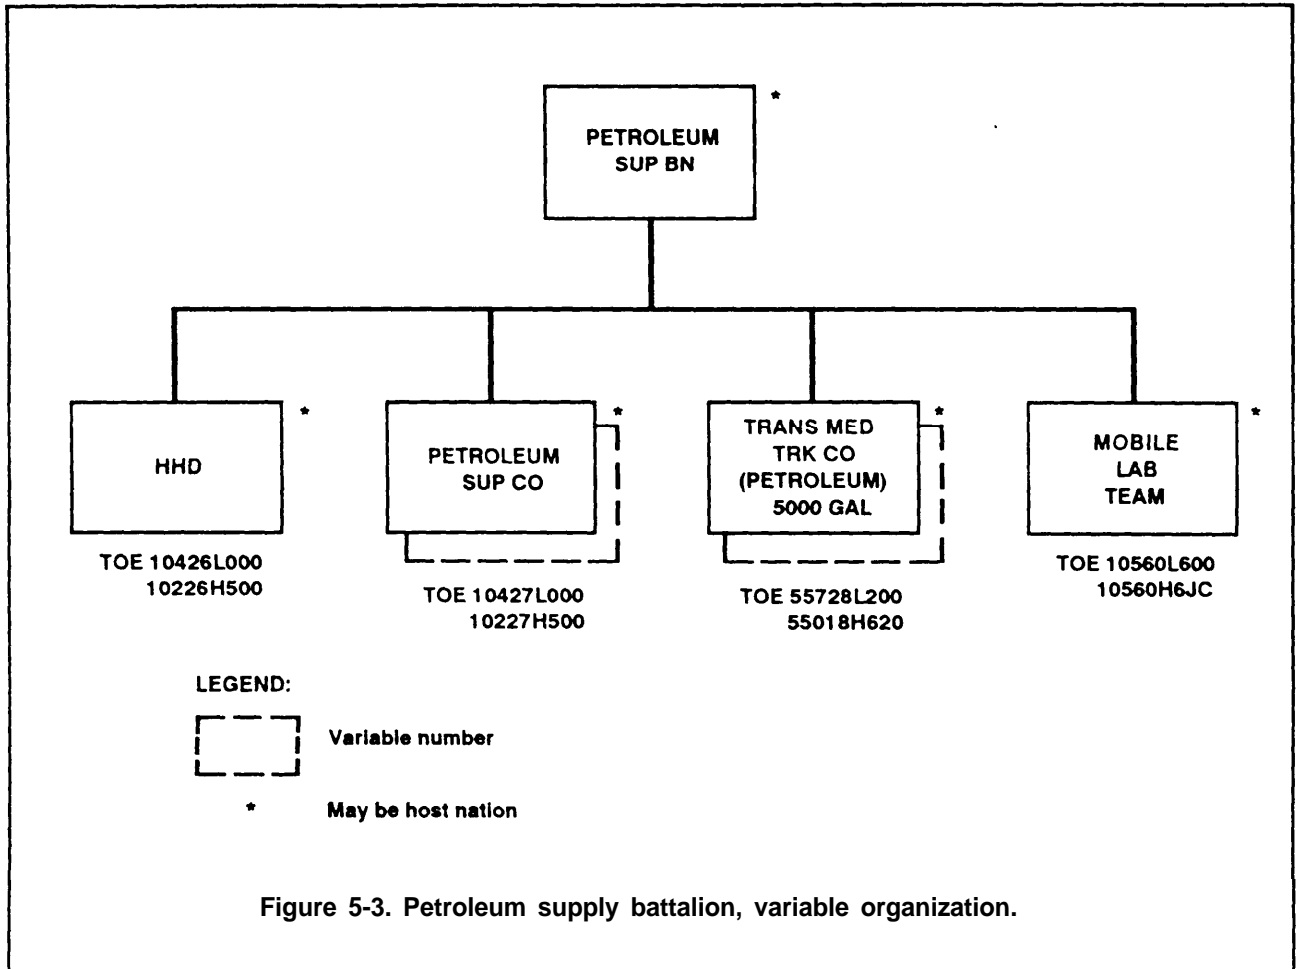 *
PETROLEUM
SUP BN
*
HHD
TOE 10426L000
10226H500
*
PETROLEUM
SUP CO
TOE 10427L000
10227H500
*
TRANS MED
TRK CO
(PETROLEUM)
5000 GAL
TOE 55728L200
55018H620
*
MOBILE
LAB
TEAM
TOE 10560L600
10560H6JC
LEGEND:
Variable number
* May be host nation
Figure 5-3. Petroleum supply battalion, variable organization.